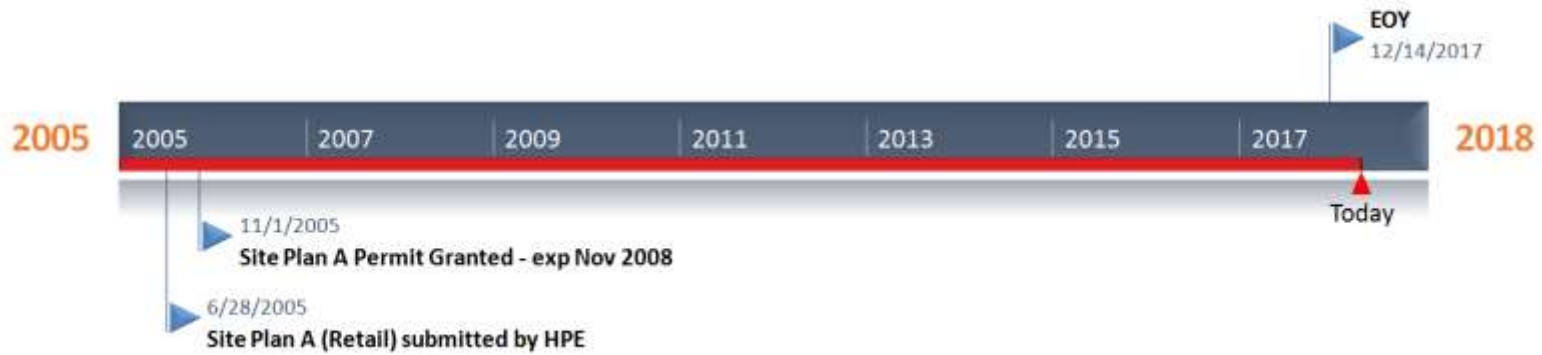 EOY
12/14/2017
2005 2005 2007 2009 2011 2013 2015 2017 2018
Today
11/1/2005
Site Plan A Permit Granted - exp Nov 2008
6/28/2005
Site Plan A (Retail) submitted by HPE